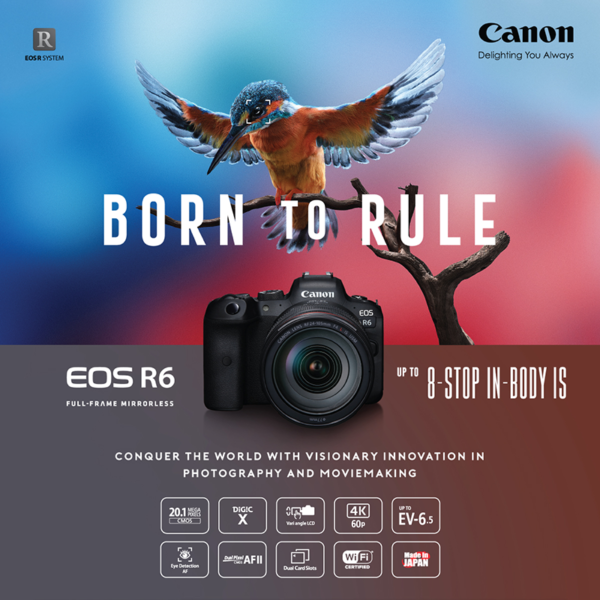 R
EOS R SYSTEM
Canon
Delighting You Always
BORN TO RULE
Canon
EOS
R6
EOS R6
FULL-FRAME MIRRORLESS
UP TO 8-STOP IN-BODY IS
CONQUER THE WORLD WITH VISIONARY INNOVATION IN
PHOTOGRAPHY AND MOVIEMAKING
20.1 MEGA PIXELS
CMOS
DIGIC
X
Vari angle LCD
4K
60p
UP TO
EV-6.5
Eye Detection
AF
Dual Pixel CMOS AF II
Dual Card Slots
Wi Fi
CERTIFIED
Made in
JAPAN